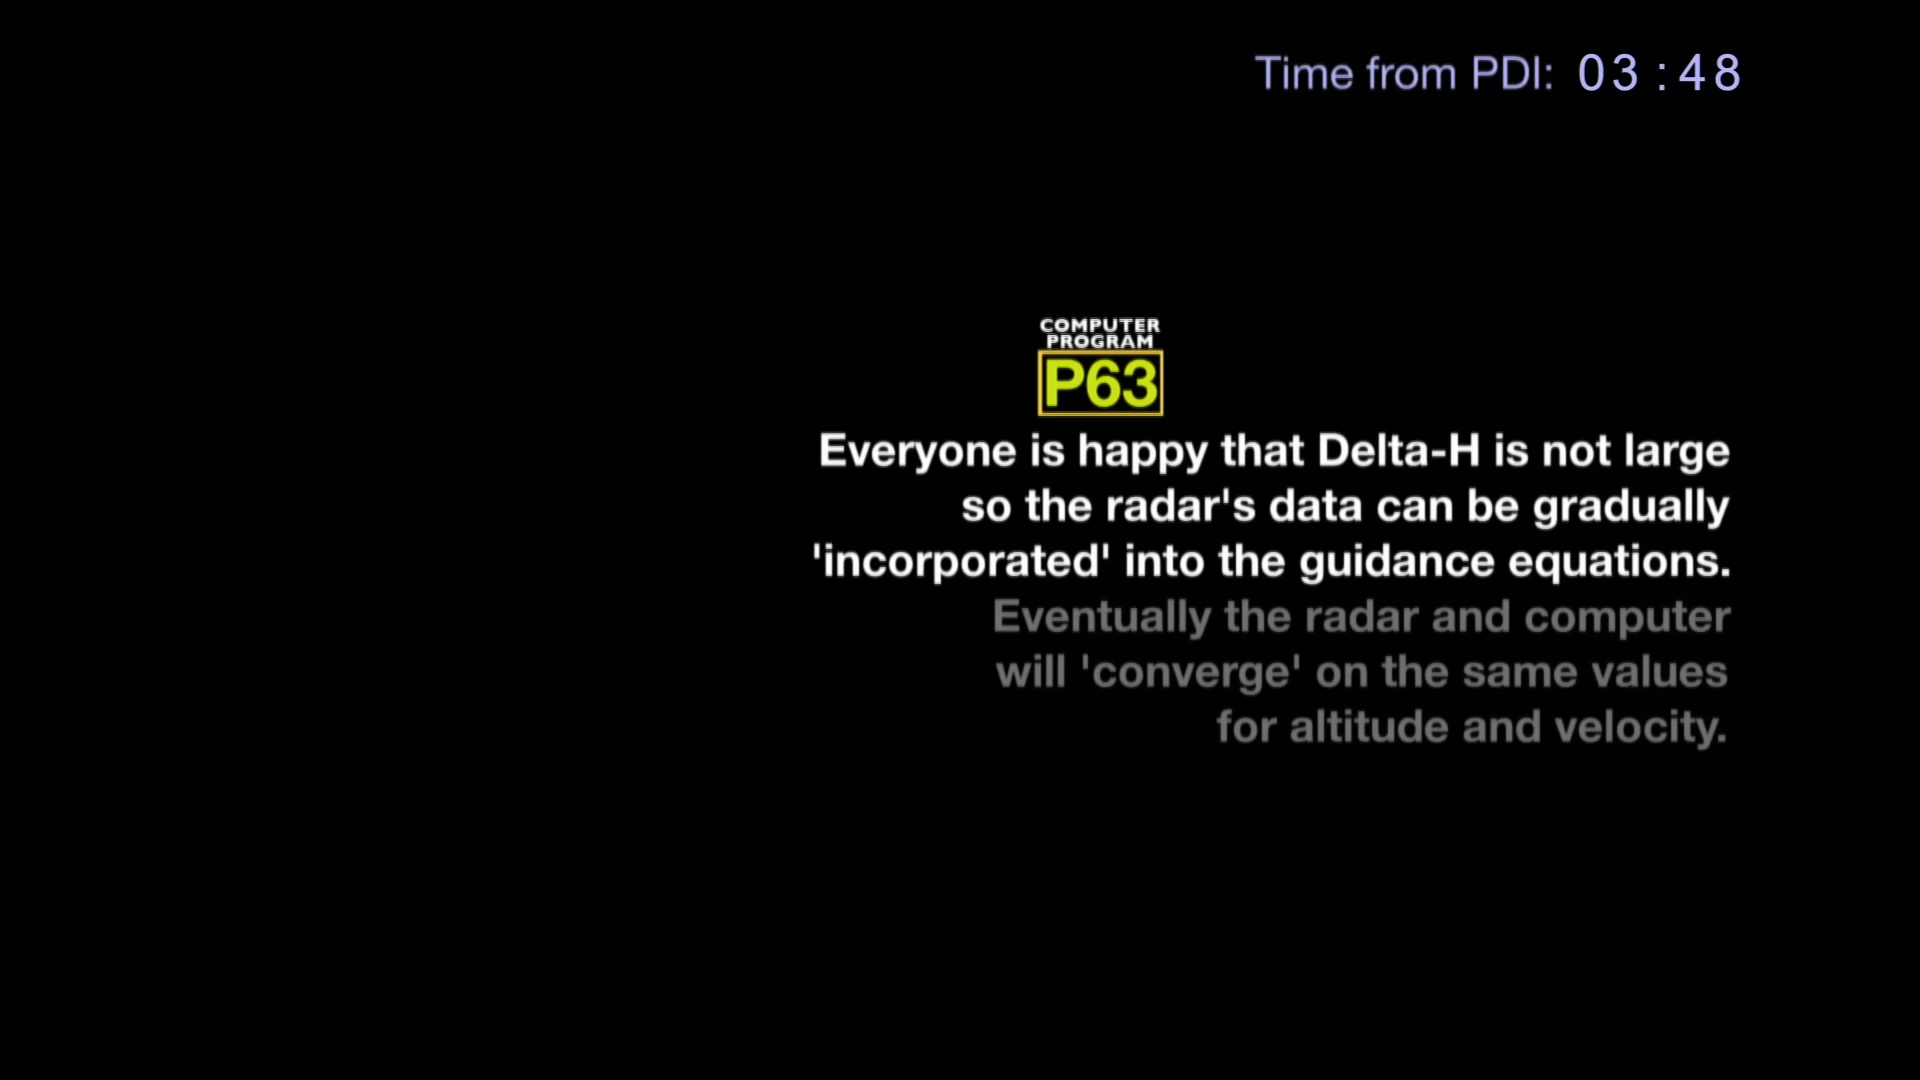 Time from PDI: 03:48
COMPUTER
PROGRAM
P63
Everyone is happy that Delta-H is not large
so the radar's data can be gradually
'incorporated' into the guidance equations.
Eventually the radar and computer
will 'converge' on the same values
for altitude and velocity.